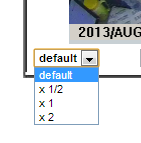 2013/AUG
default
default
x 1/2
x 1
x 2